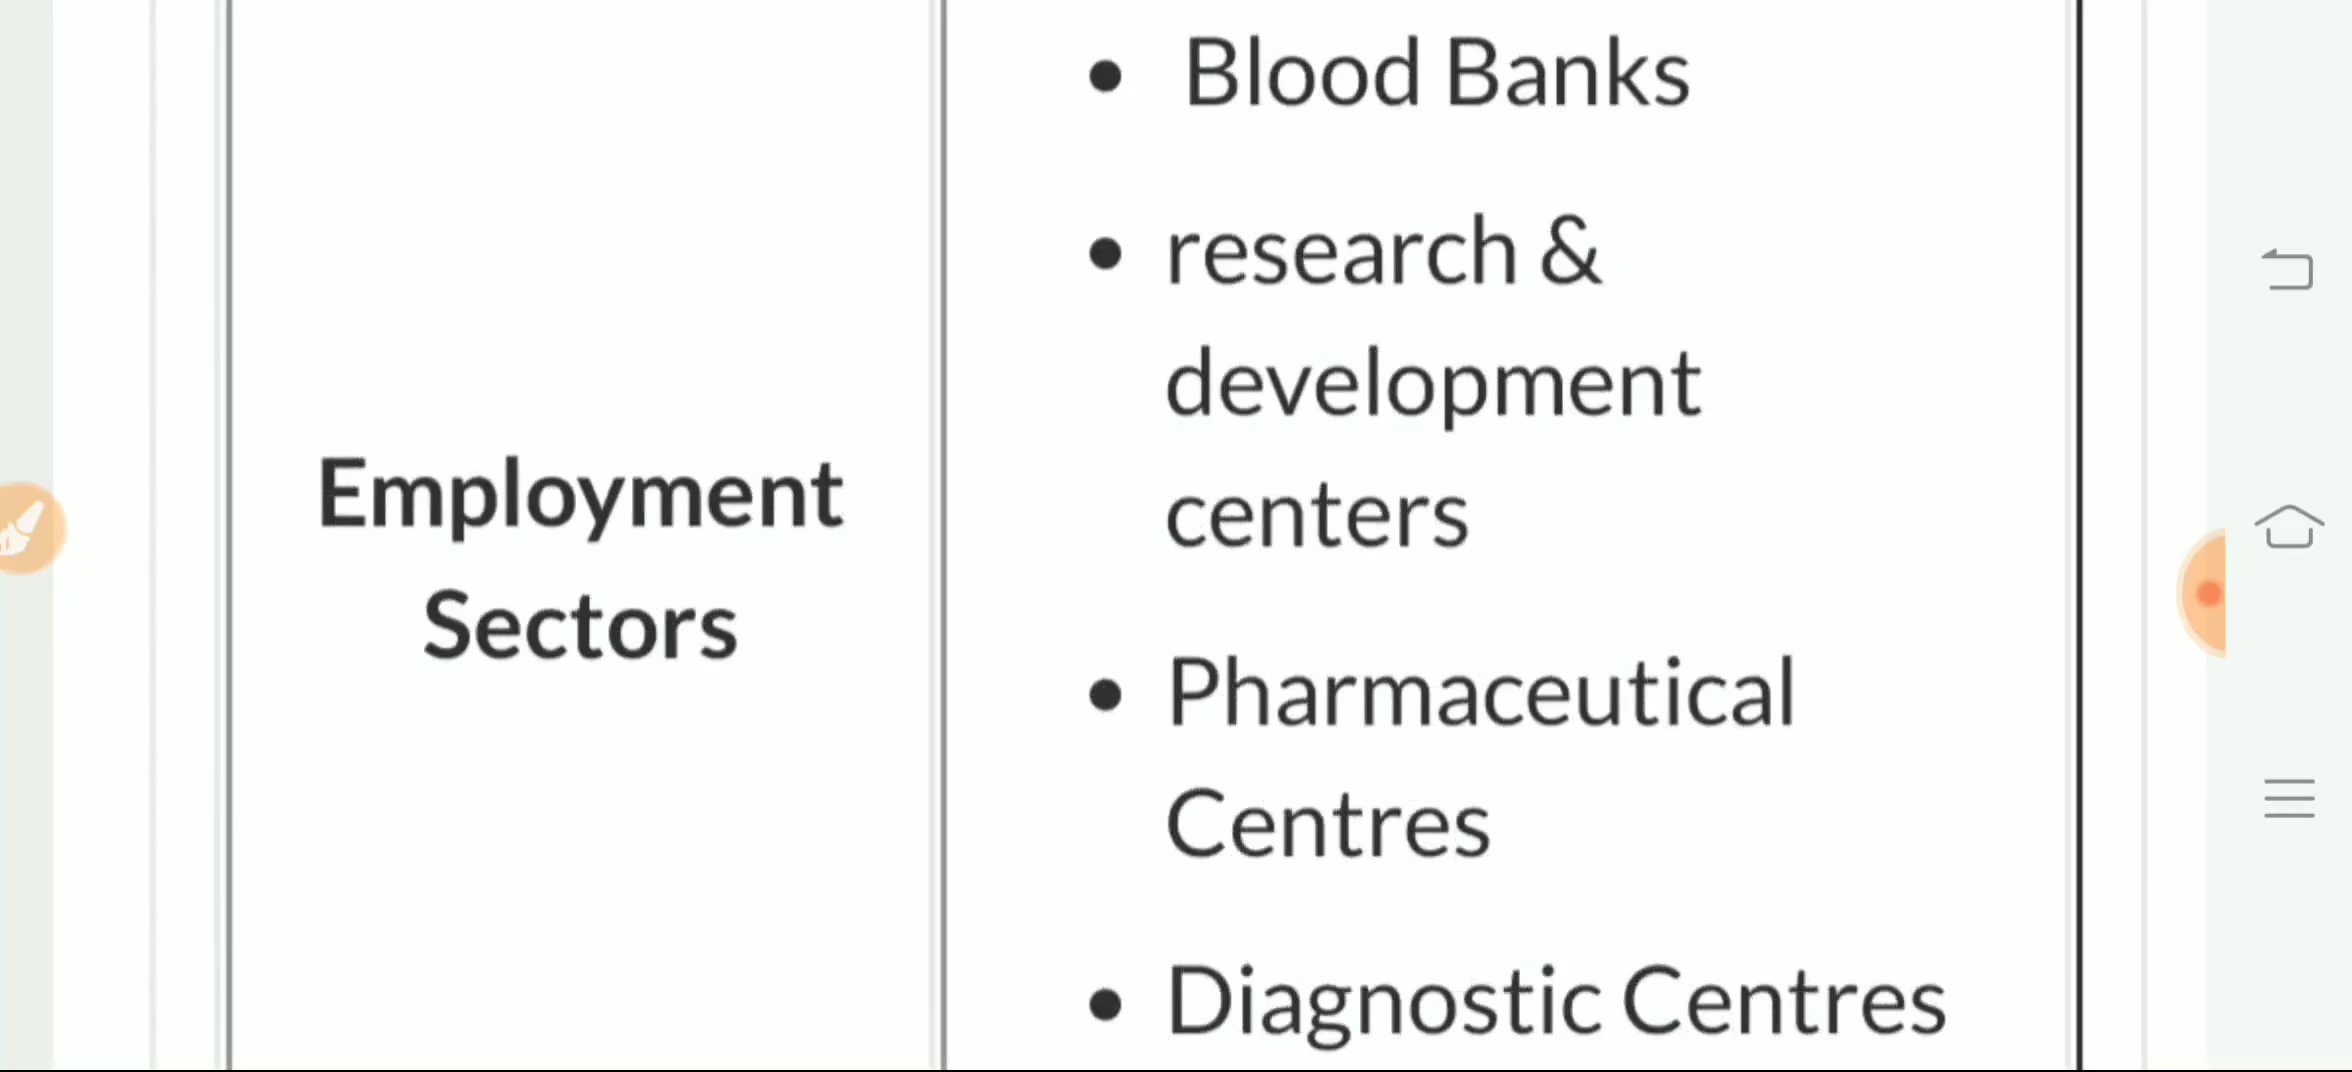 Employment
Sectors
• Blood Banks
• research &
development
centers
• Pharmaceutical
Centres
• Diagnostic Centres